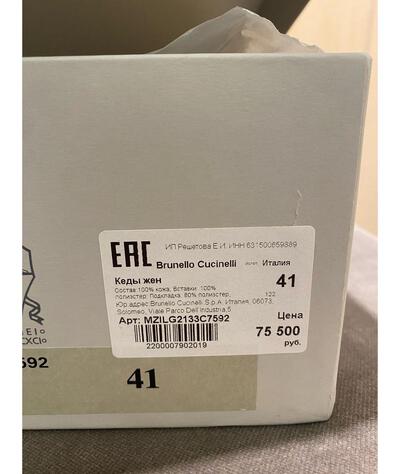 EAC
ИП Решетова Е.И. ИНН 631500659889
Brunello Cucinelli Италия
Кеды жен 41
Состав:100% кожа; Вставки: 100%
полиэстер; Подкладка: 80% полиэстер, 122
Юр.адрес:Brunello Cucinelli S.p.A. Италия, 06073,
Solomeo, Viale Parco Dell Industria,5
Арт: MZILG2133C7592 Цена
75 500
руб.
2200007902019
592
41